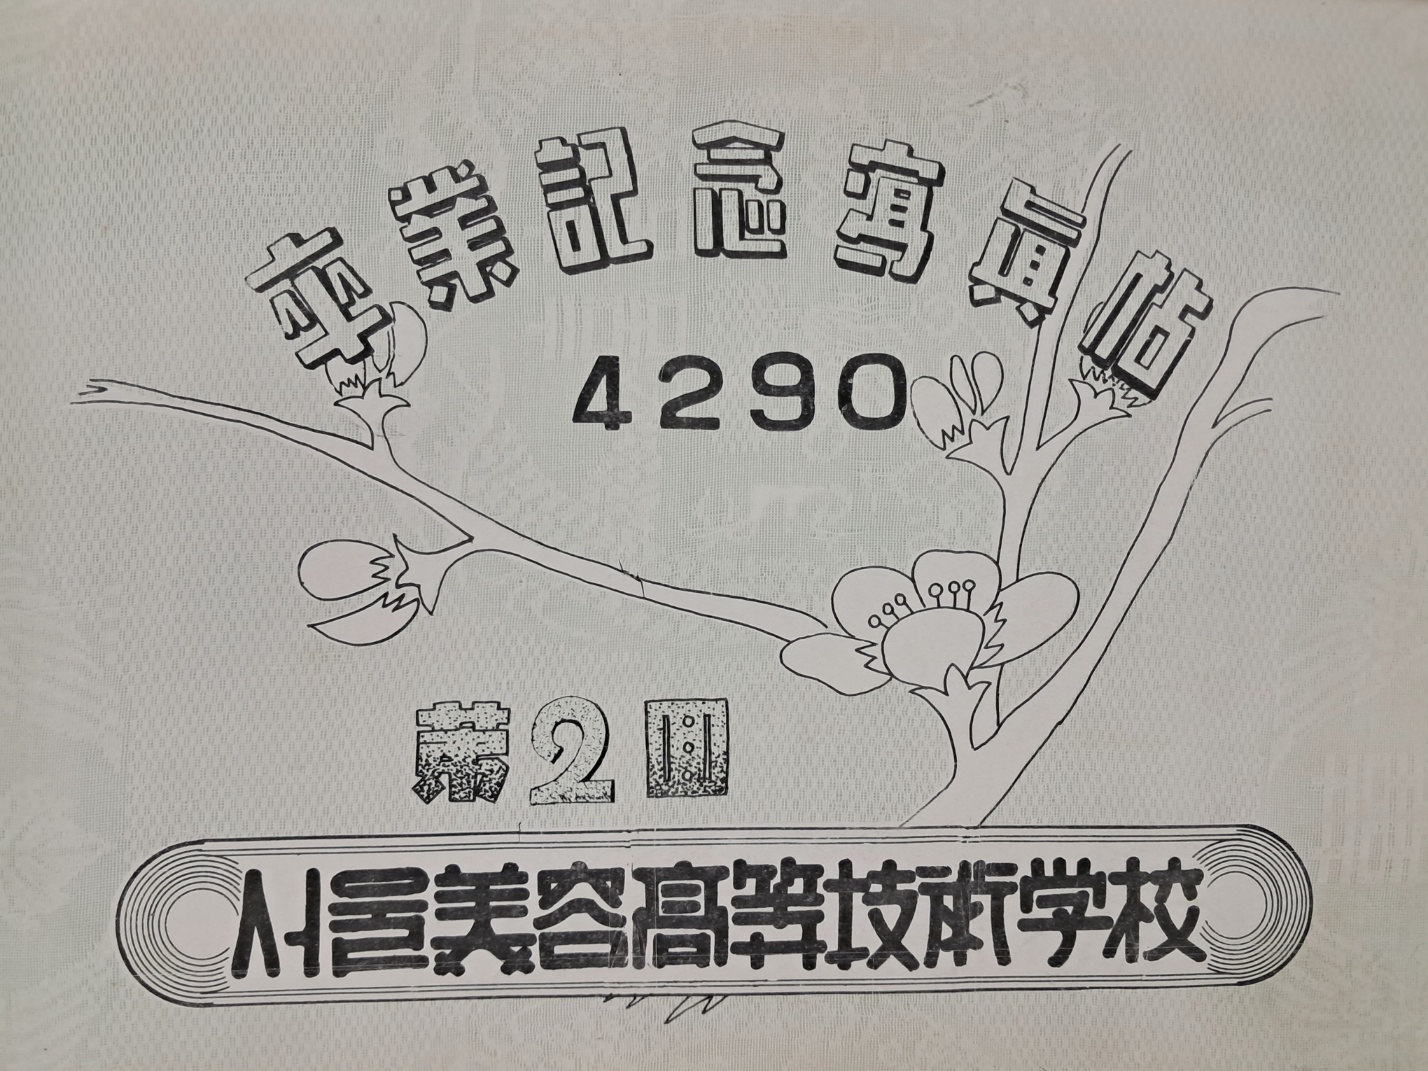 卒業記念寫眞帖
4290
第2回
서울美容高等技術学校